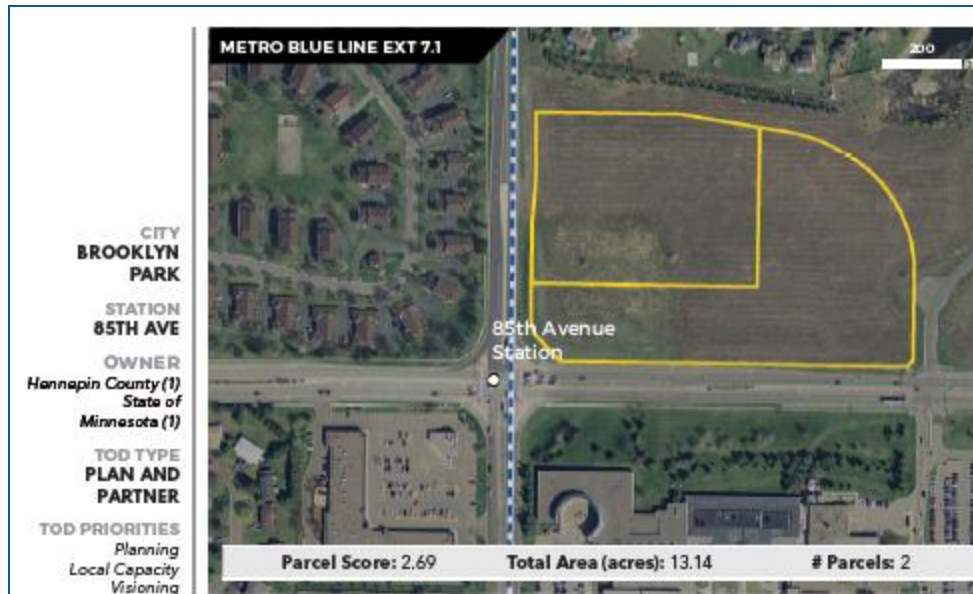 METRO BLUE LINE EXT 7.1
200
CITY
BROOKLYN
PARK
STATION
85TH AVE
OWNER
Hennepin County (1)
State of
Minnesota (1)
TOD TYPE
PLAN AND
PARTNER
TOD PRIORITIES
Planning
Local Capacity
Visioning
85th Avenue
Station
Parcel Score: 2.69
Total Area (acres): 13.14
# Parcels: 2